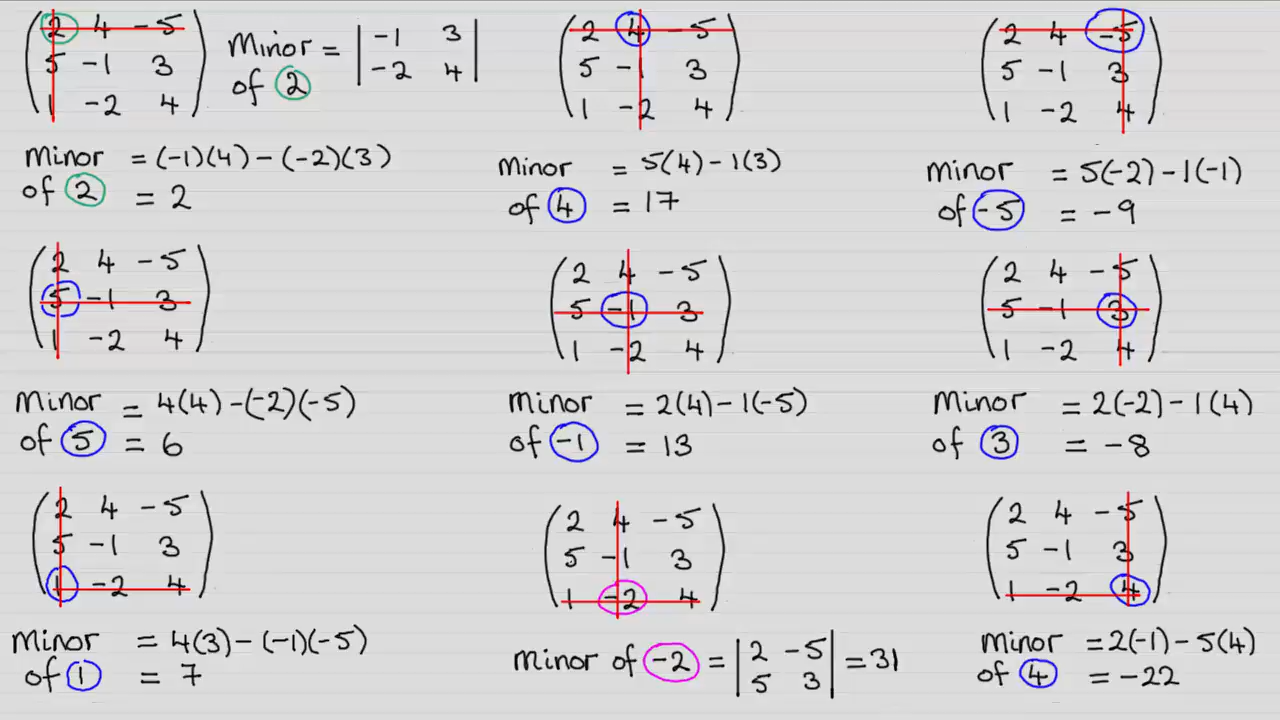 2 4 -5
5 -1 3
1 -2 4
Minor of 2 = | -1 3 |
| -2 4 |
Minor of 2 = (-1)(4) - (-2)(3)
= 2
2 4 -5
5 -1 3
1 -2 4
Minor of 4 = 5(4) - 1(3)
= 17
2 4 -5
5 -1 3
1 -2 4
Minor of -5 = 5(-2) - 1(-1)
= -9
2 4 -5
5 -1 3
1 -2 4
Minor of 5 = 4(4) - (-2)(-5)
= 6
2 4 -5
5 -1 3
1 -2 4
Minor of -1 = 2(4) - 1(-5)
= 13
2 4 -5
5 -1 3
1 -2 4
Minor of 3 = 2(-2) - 1(4)
= -8
2 4 -5
5 -1 3
1 -2 4
Minor of 1 = 4(3) - (-1)(-5)
= 7
2 4 -5
5 -1 3
1 -2 4
Minor of -2 = | 2 -5 | = 31
| 5 3 |
2 4 -5
5 -1 3
1 -2 4
Minor of 4 = 2(-1) - 5(4)
= -22